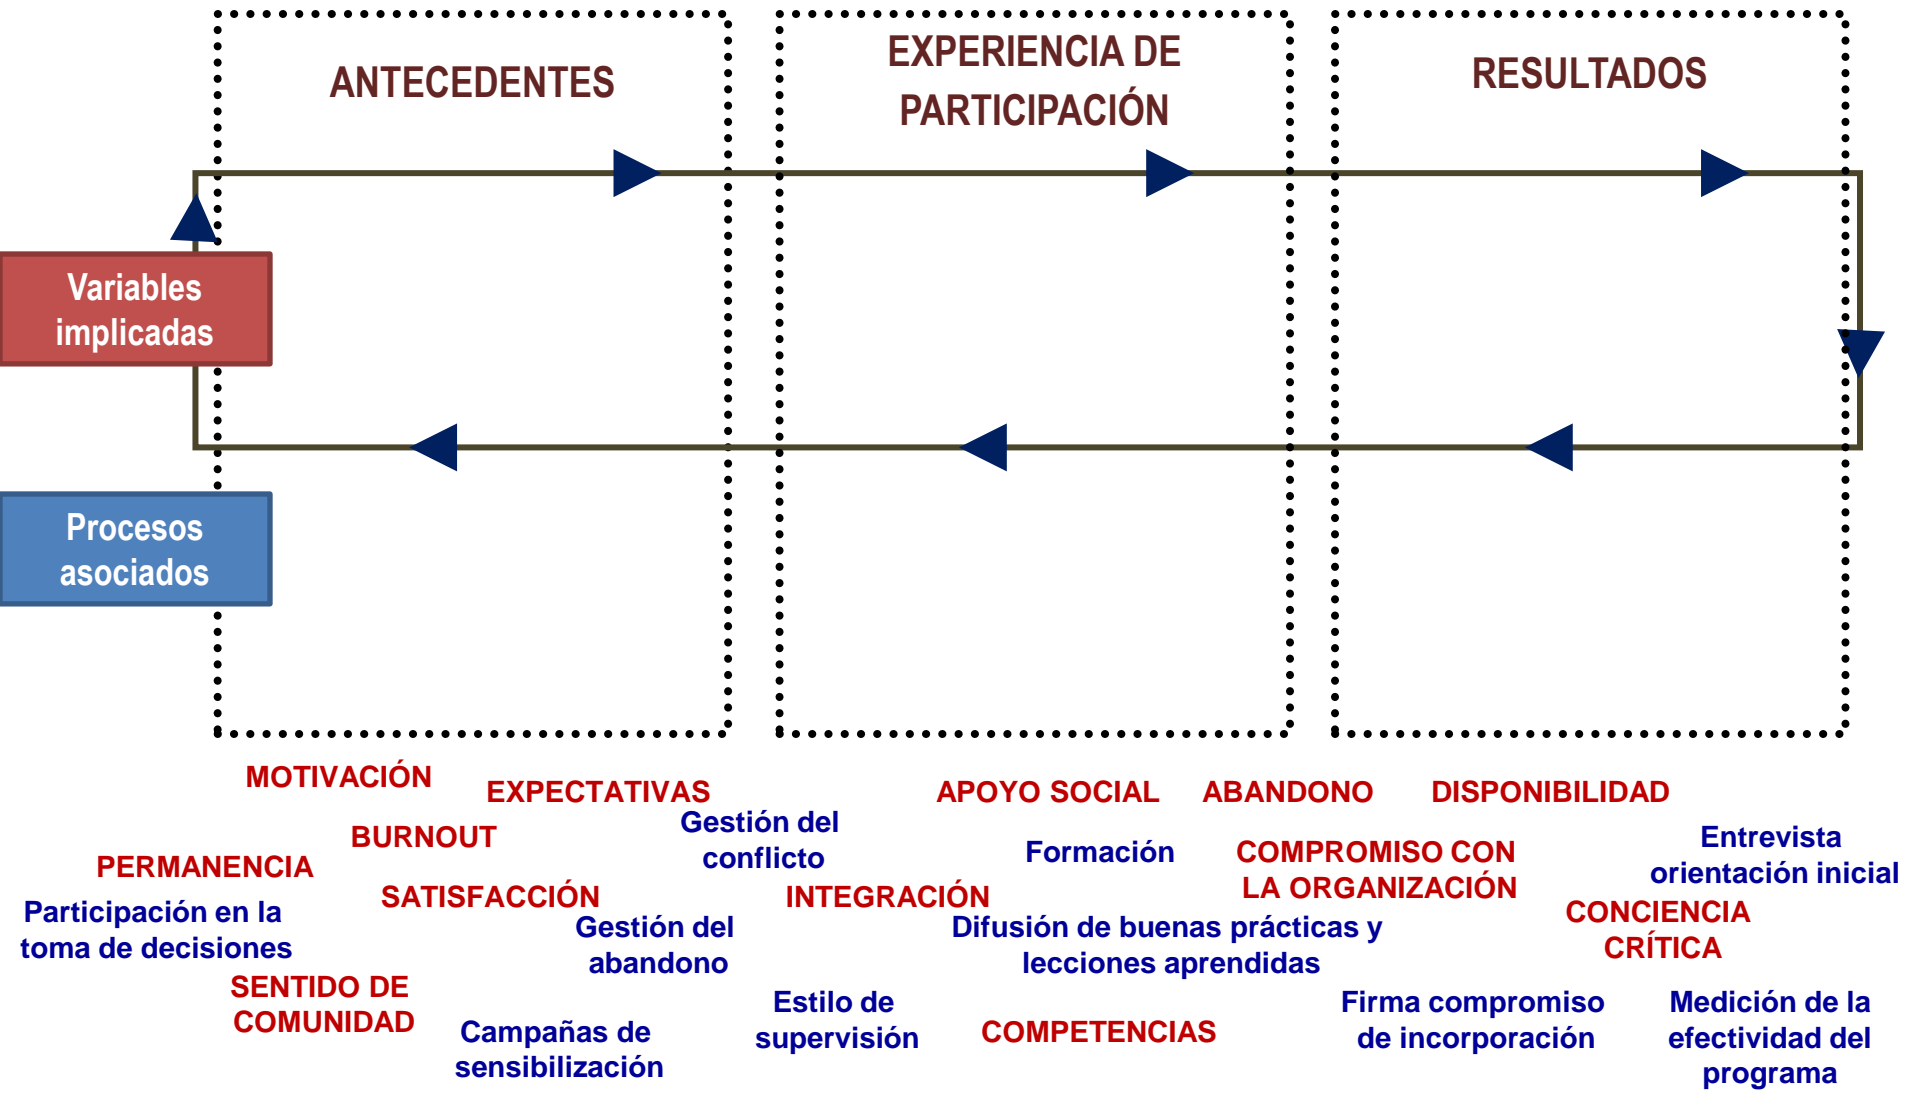 ANTECEDENTES
EXPERIENCIA DE
PARTICIPACIÓN
RESULTADOS
Variables
implicadas
Procesos
asociados
MOTIVACIÓN
EXPECTATIVAS
APOYO SOCIAL
ABANDONO
DISPONIBILIDAD
BURNOUT
Gestión del
conflicto
Formación
COMPROMISO CON
LA ORGANIZACIÓN
Entrevista
orientación inicial
PERMANENCIA
SATISFACCIÓN
INTEGRACIÓN
Participación en la
toma de decisiones
Gestión del
abandono
Difusión de buenas prácticas y
lecciones aprendidas
CONCIENCIA
CRÍTICA
SENTIDO DE
COMUNIDAD
Campañas de
sensibilización
Estilo de
supervisión
COMPETENCIAS
Firma compromiso
de incorporación
Medición de la
efectividad del
programa